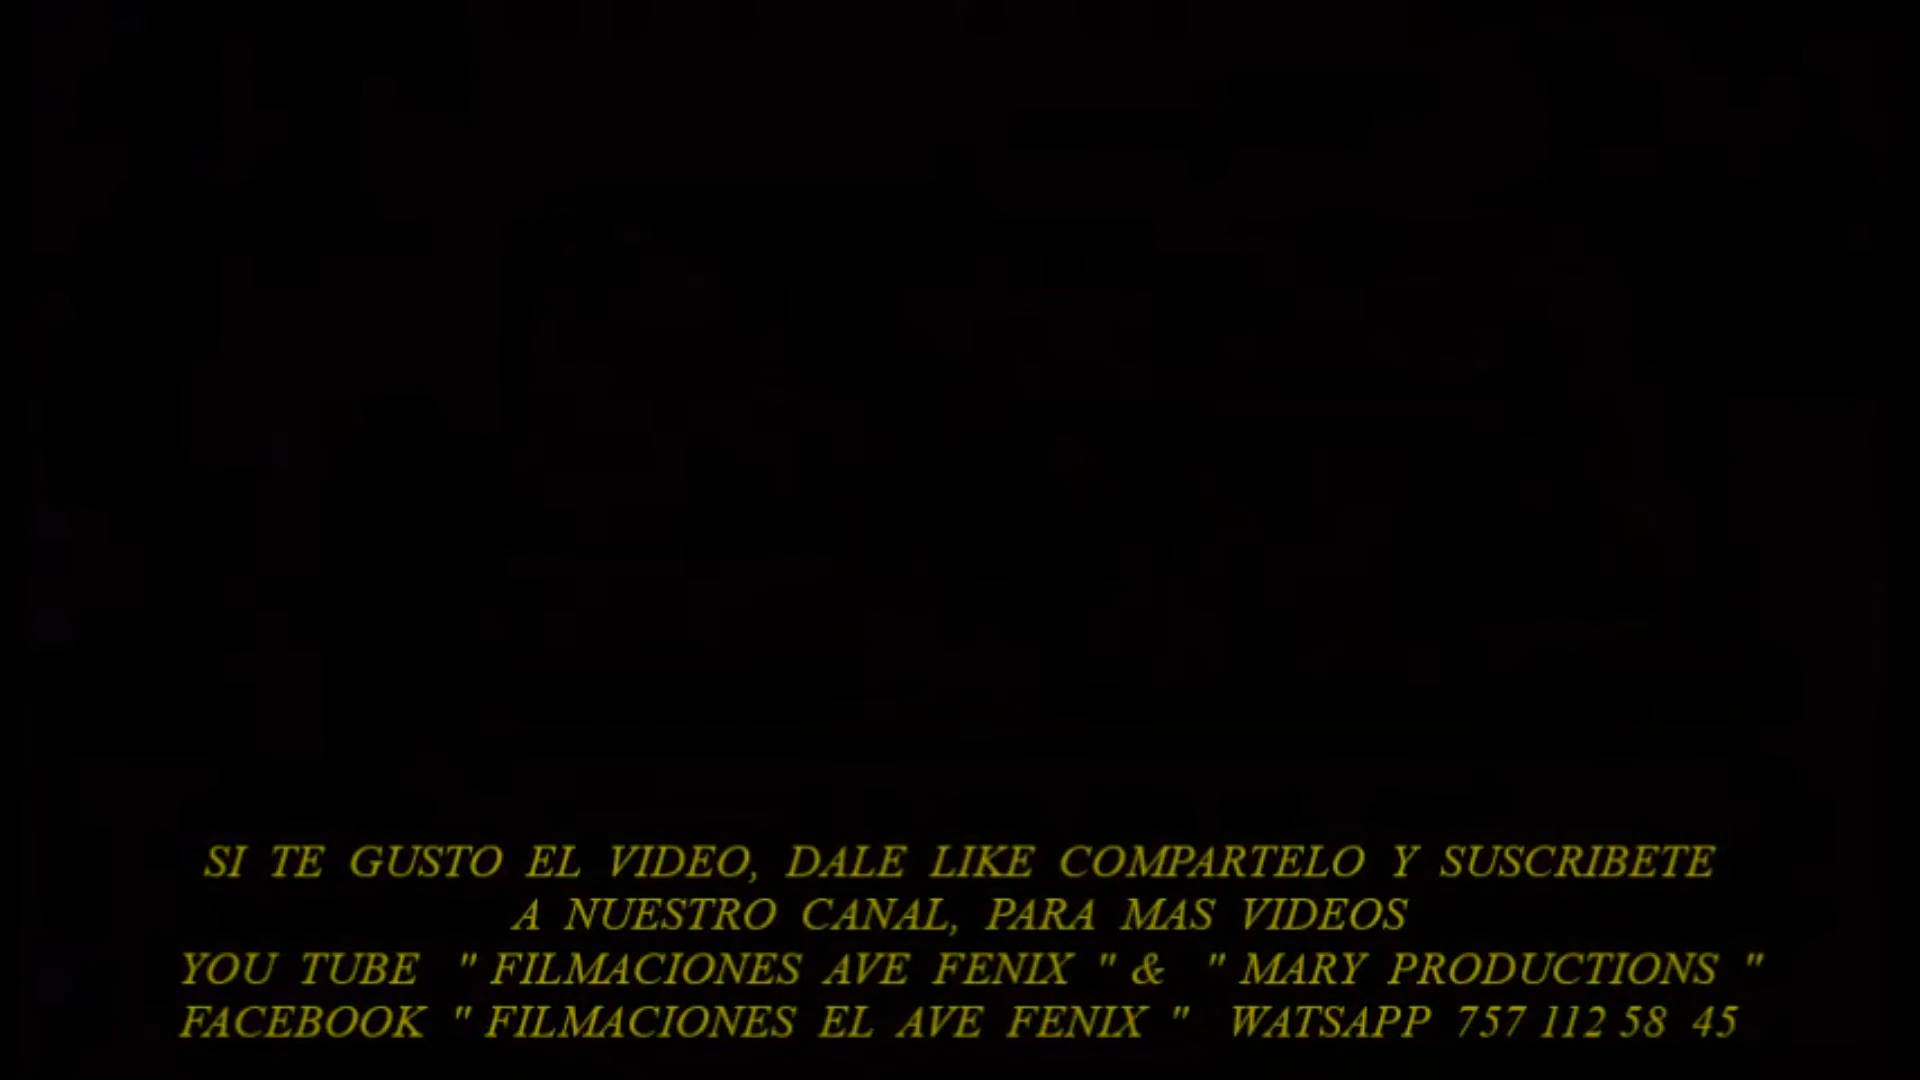 SI TE GUSTO EL VIDEO, DALE LIKE COMPARTELO Y SUSCRIBETE
A NUESTRO CANAL, PARA MAS VIDEOS
YOU TUBE " FILMACIONES AVE FENIX " & " MARY PRODUCTIONS "
FACEBOOK " FILMACIONES EL AVE FENIX " WATSAPP 757 112 58 45